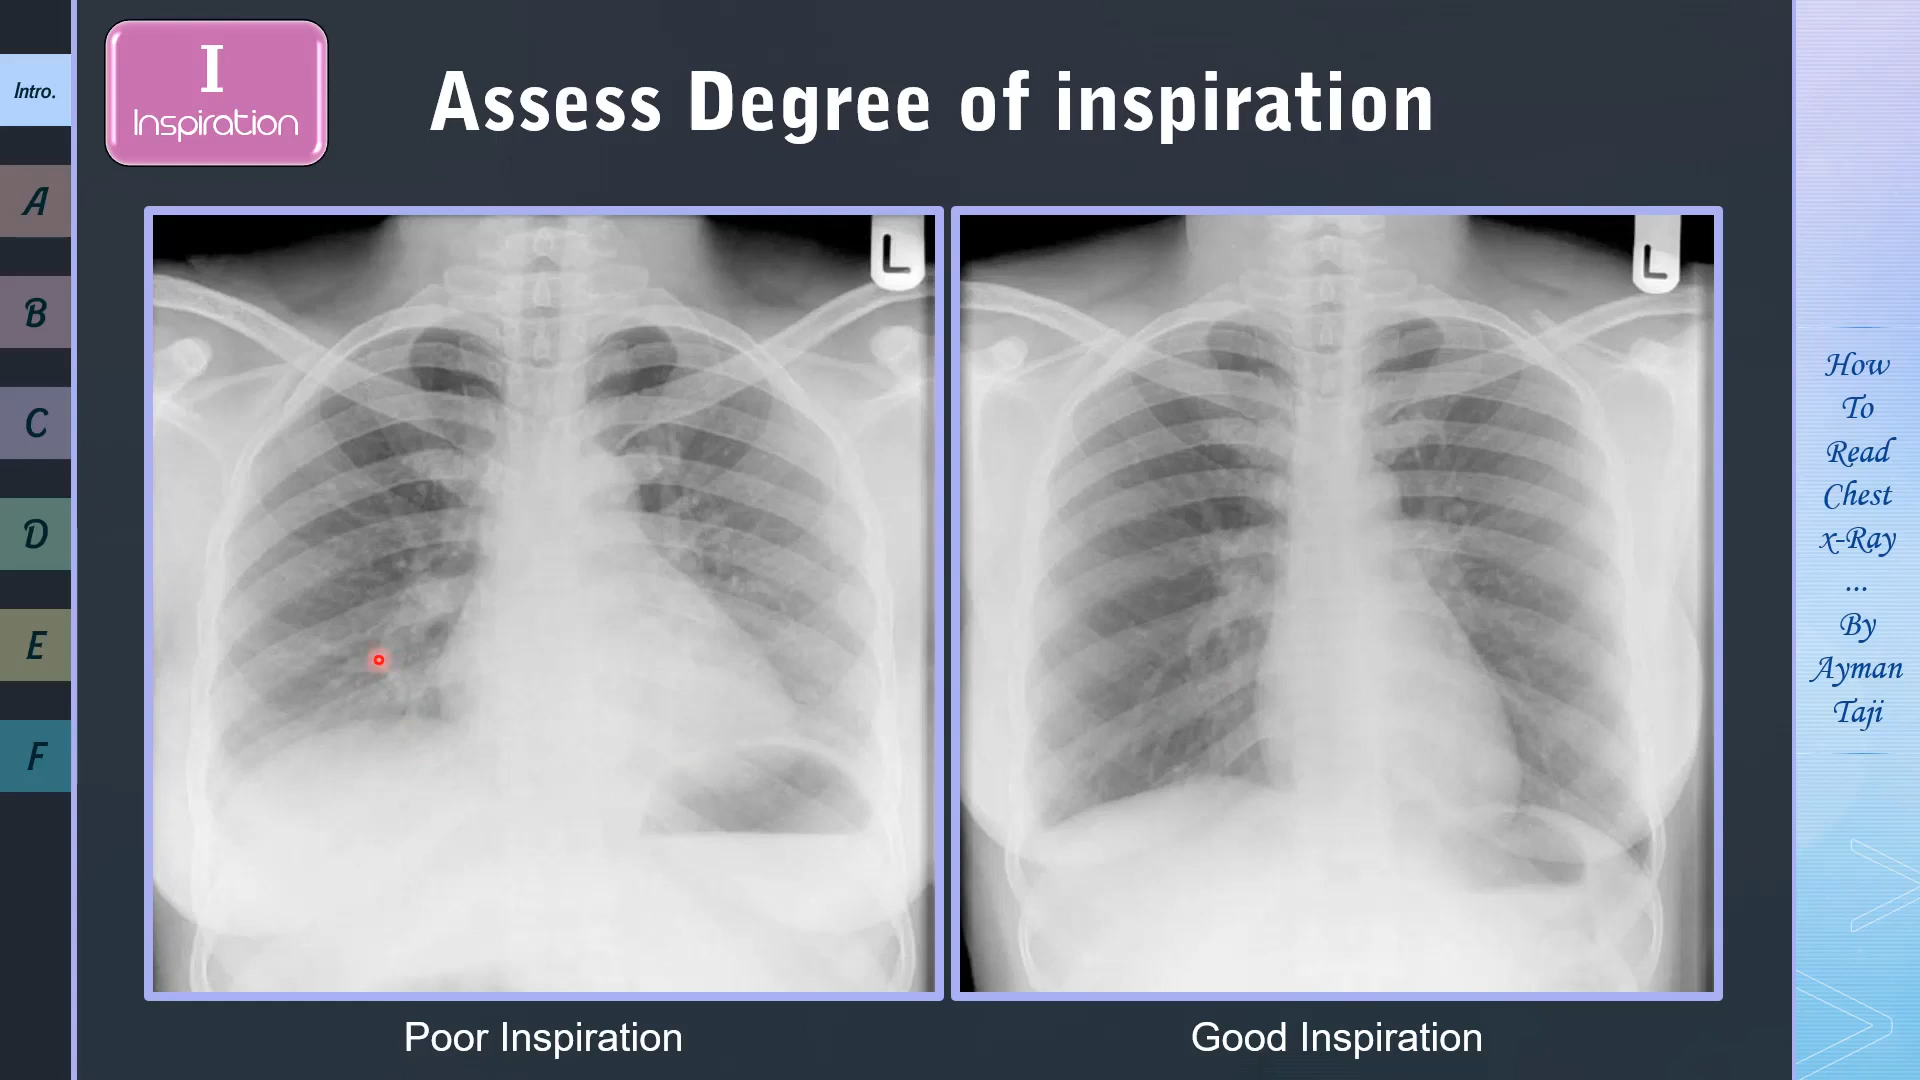 Intro.
A
B
C
D
E
F
I
Inspiration
Assess Degree of inspiration
L
L
Poor Inspiration
Good Inspiration
How
To
Read
Chest
x-Ray
...
By
Ayman
Taji